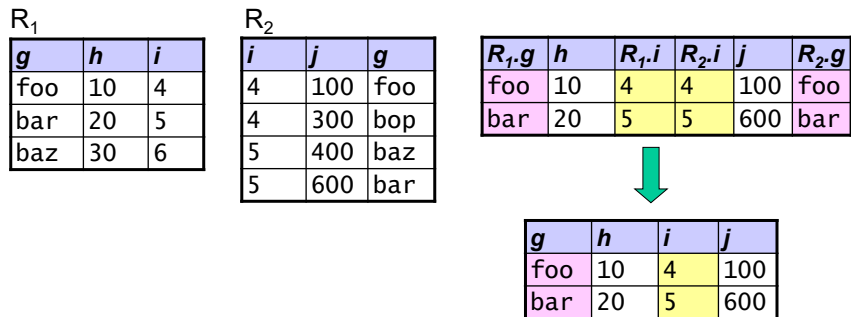 R₁
g h i
foo 10 4
bar 20 5
baz 30 6
R₂
i j g
4 100 foo
4 300 bop
5 400 baz
5 600 bar
R₁.g h R₁.i R₂.i j R₂.g
foo 10 4 4 100 foo
bar 20 5 5 600 bar
g h i j
foo 10 4 100
bar 20 5 600